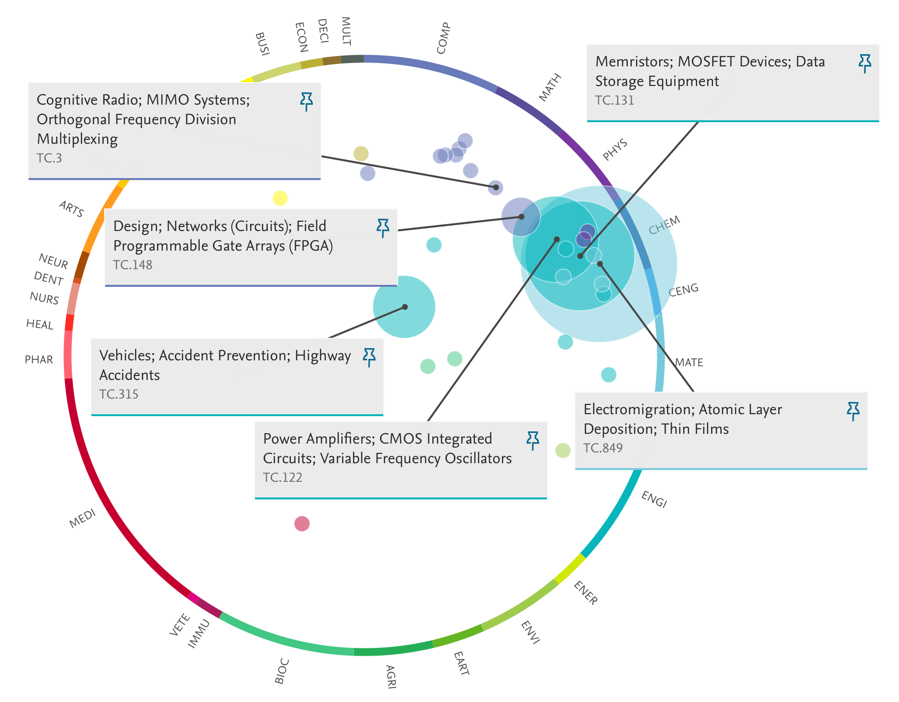 MULT
DECI
ECON
BUSI
COMP
MATH
PHYS
CHEM
CENG
MATE
ENGI
ENER
ENVI
EART
AGRI
BIOC
IMMU
VETE
MEDI
PHAR
HEAL
NURS
DENT
NEUR
ARTS
Memristors; MOSFET Devices; Data
Storage Equipment
TC.131
Cognitive Radio; MIMO Systems;
Orthogonal Frequency Division
Multiplexing
TC.3
Design; Networks (Circuits); Field
Programmable Gate Arrays (FPGA)
TC.148
Vehicles; Accident Prevention; Highway
Accidents
TC.315
Electromigration; Atomic Layer
Deposition; Thin Films
TC.849
Power Amplifiers; CMOS Integrated
Circuits; Variable Frequency Oscillators
TC.122